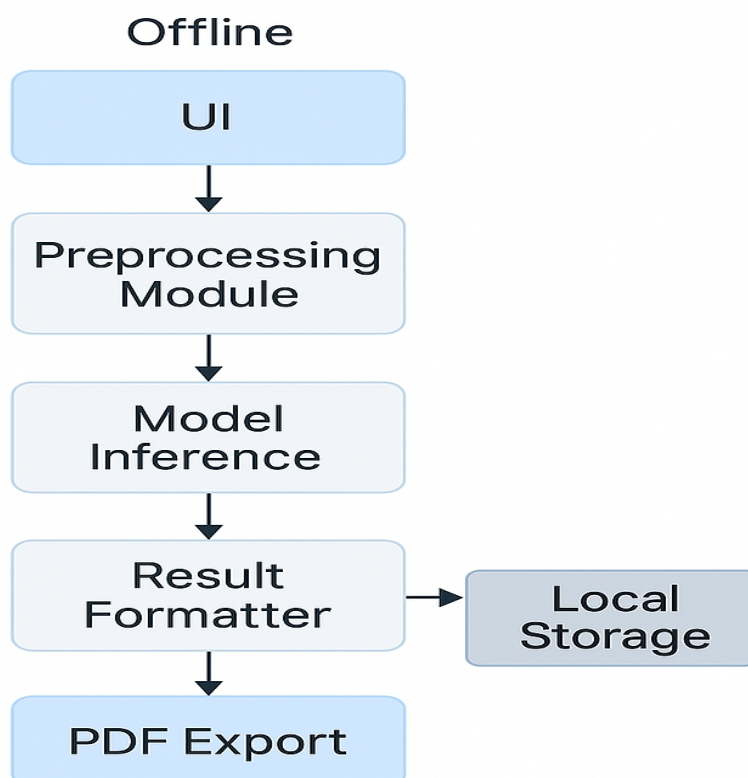 Offline
UI
Preprocessing
Module
Model
Inference
Result
Formatter
Local
Storage
PDF Export